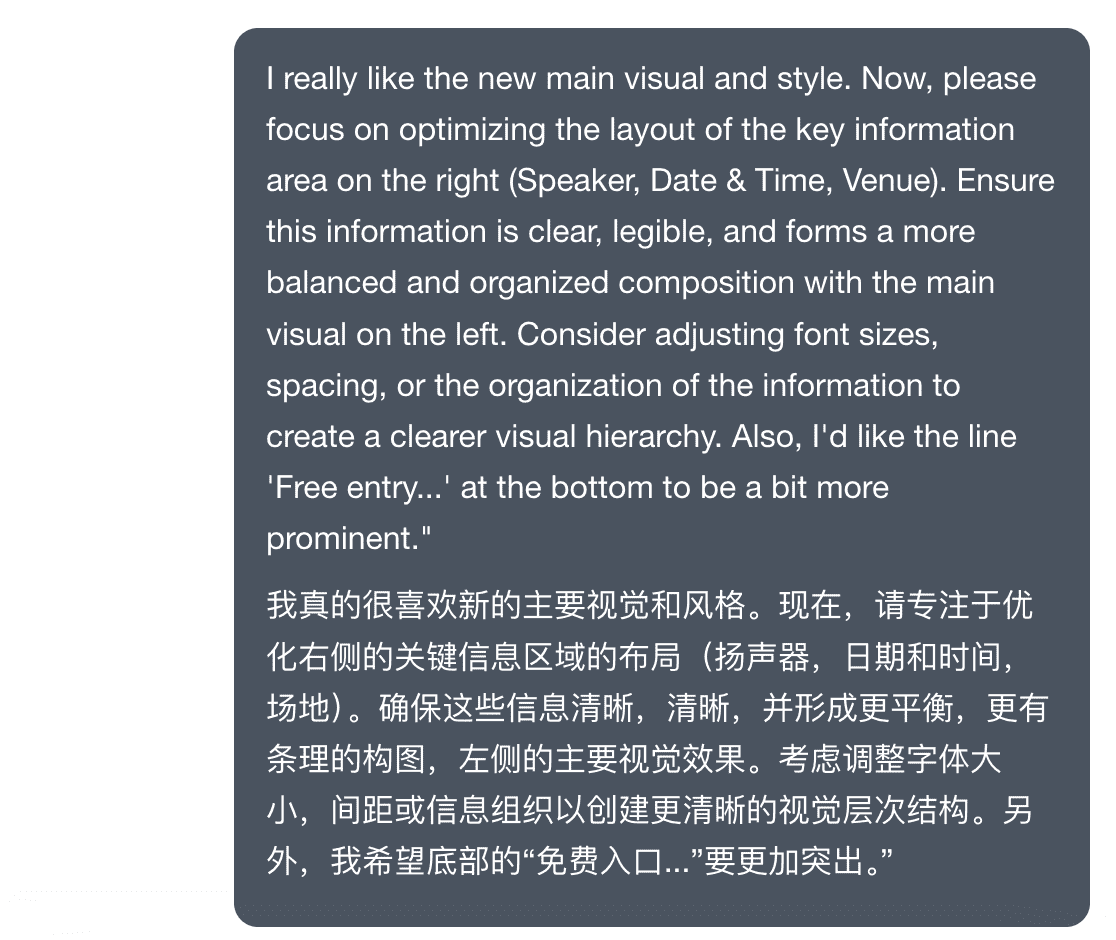 I really like the new main visual and style. Now, please
focus on optimizing the layout of the key information
area on the right (Speaker, Date & Time, Venue). Ensure
this information is clear, legible, and forms a more
balanced and organized composition with the main
visual on the left. Consider adjusting font sizes,
spacing, or the organization of the information to
create a clearer visual hierarchy. Also, I'd like the line
'Free entry...' at the bottom to be a bit more
prominent."
我真的很喜欢新的主要视觉和风格。现在，请专注于优
化右侧的关键信息区域的布局（扬声器，日期和时间，
场地）。确保这些信息清晰，清晰，并形成更平衡，更有
条理的构图，左侧的主要视觉效果。考虑调整字体大
小，间距或信息组织以创建更清晰的视觉层次结构。另
外，我希望底部的“免费入口...”要更加突出。”